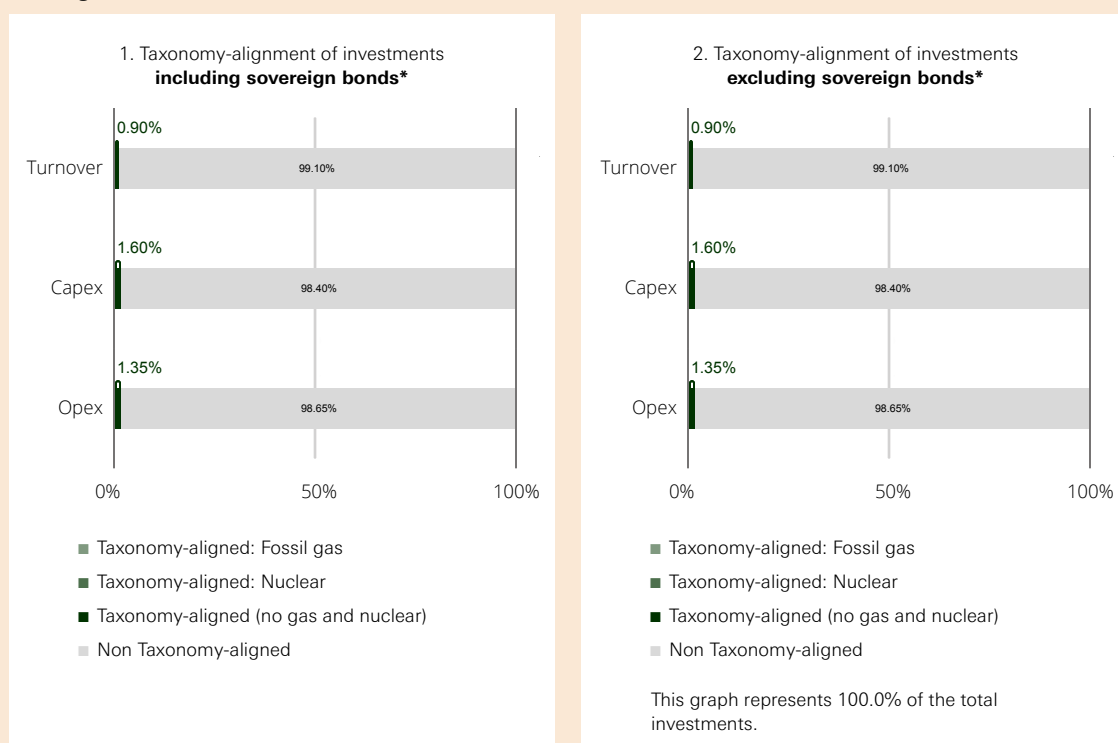 1. Taxonomy-alignment of investments
including sovereign bonds*
0.90%
Turnover
99.10%
1.60%
Capex
98.40%
1.35%
Opex
98.65%
0%
50%
100%
Taxonomy-aligned: Fossil gas
Taxonomy-aligned: Nuclear
Taxonomy-aligned (no gas and nuclear)
Non Taxonomy-aligned
2. Taxonomy-alignment of investments
excluding sovereign bonds*
0.90%
Turnover
99.10%
1.60%
Capex
98.40%
1.35%
Opex
98.65%
0%
50%
100%
Taxonomy-aligned: Fossil gas
Taxonomy-aligned: Nuclear
Taxonomy-aligned (no gas and nuclear)
Non Taxonomy-aligned
This graph represents 100.0% of the total
investments.